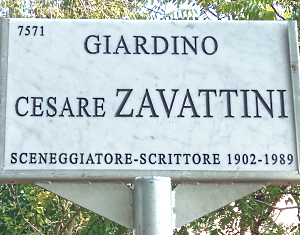 7571
GIARDINO
CESARE ZAVATTINI
SCENEGGIATORE-SCRITTORE 1902-1989